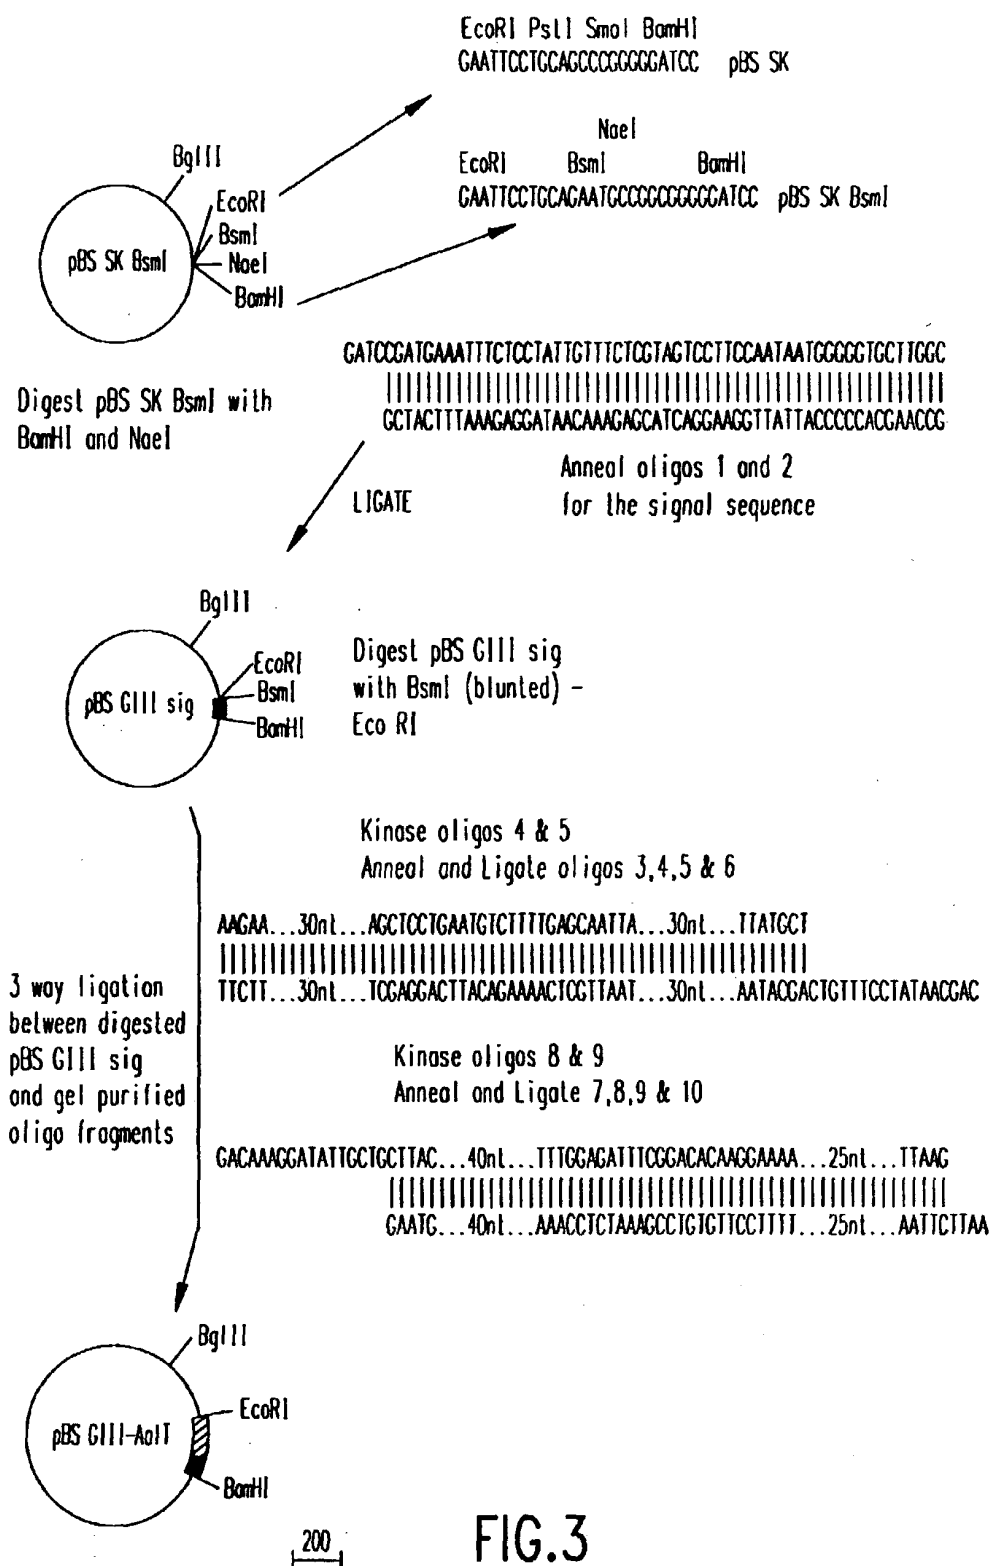 EcoRI PstI SmaI BamHI
GAATTCCTGCAGCCCGGGGGATCC pBS SK
NaeI
EcoRI BsmI BamHI
GAATTCCTGCAGAATGCCGGCGGGGGATCC pBS SK BsmI
BglII
EcoRI
BsmI
NaeI
BamHI
pBS SK BsmI
GATCCGATGAAATTTCTCCTATTGTTTCTCGTAGTCCTTCCAATAATGGGGGTGCTTGGC
GCTACTTTAAAGAGGATAACAAAGAGCATCAGGAAGGTTATTACCCCCACGAACCG
Digest pBS SK BsmI with
BamHI and NaeI
Anneal oligos 1 and 2
for the signal sequence
LIGATE
BglII
EcoRI
BsmI
BamHI
pBS GIII sig
Digest pBS GIII sig
with BsmI (blunted) –
Eco RI
Kinase oligos 4 & 5
Anneal and Ligate oligos 3,4,5 & 6
AAGAA...30nt...AGCTCCTGAATGTCTTTTGAGCAATTA...30nt...TTATGCT
TTCTT...30nt...TCGAGGACTTACAGAAAACTCGTTAAT...30nt...AATACGACTGTTTCCTATAACGAC
3 way ligation
between digested
pBS GIII sig
and gel purified
oligo fragments
Kinase oligos 8 & 9
Anneal and Ligate 7,8,9 & 10
GACAAAGGATATTGCTGCTTAC...40nt...TTTGGAGATTTCGGACACAAGGAAAA...25nt...TTAAG
GAATG...40nt...AAACCTCTAAAGCCTGTGTTCCTTTT...25nt...AATTCTTAA
BglII
EcoRI
BamHI
pBS GIII-AaIT
200
FIG.3